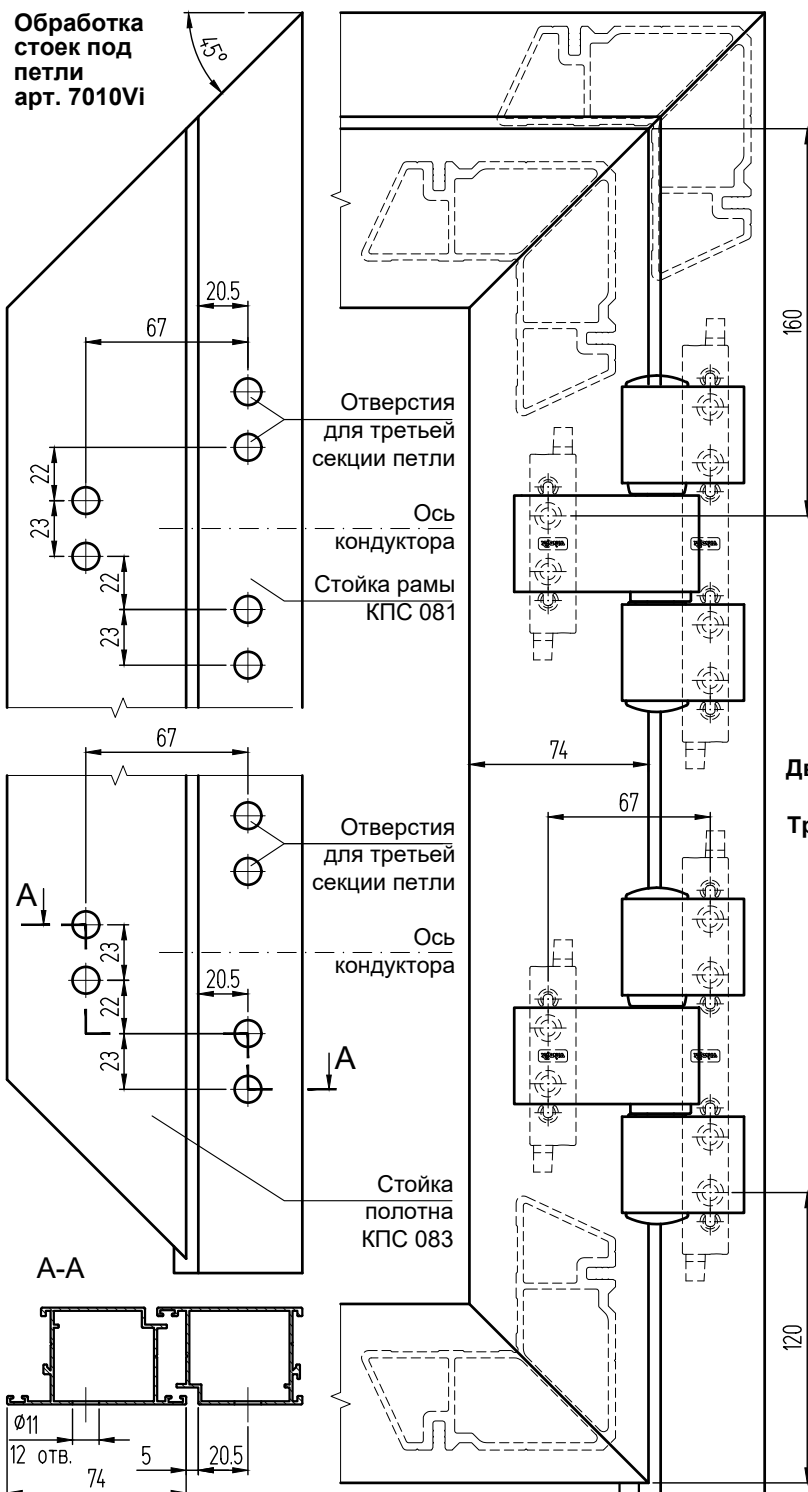 Обработка
стоек под
петли
арт. 7010Vi
45°
20.5
67
160
Отверстия
для третьей
секции петли
22
23
Ось
кондуктора
22
Стойка рамы
КПС 081
23
67
74
67
Дв
Тр
Отверстия
для третьей
секции петли
А
23
Ось
кондуктора
20.5
22
23
А
Стойка
полотна
КПС 083
А-А
120
Ø11
12 отв.
5
20.5
74